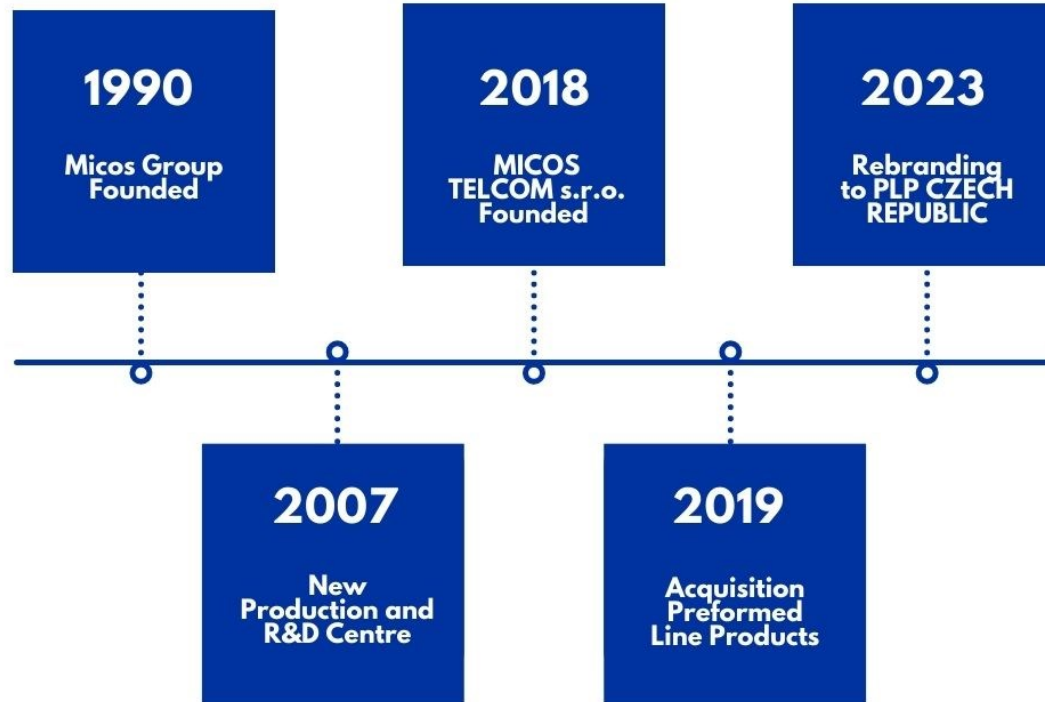 1990
Micos Group
Founded
2007
New
Production and
R&D Centre
2018
MICOS
TELCOM s.r.o.
Founded
2019
Acquisition
Preformed
Line Products
2023
Rebranding
to PLP CZECH
REPUBLIC